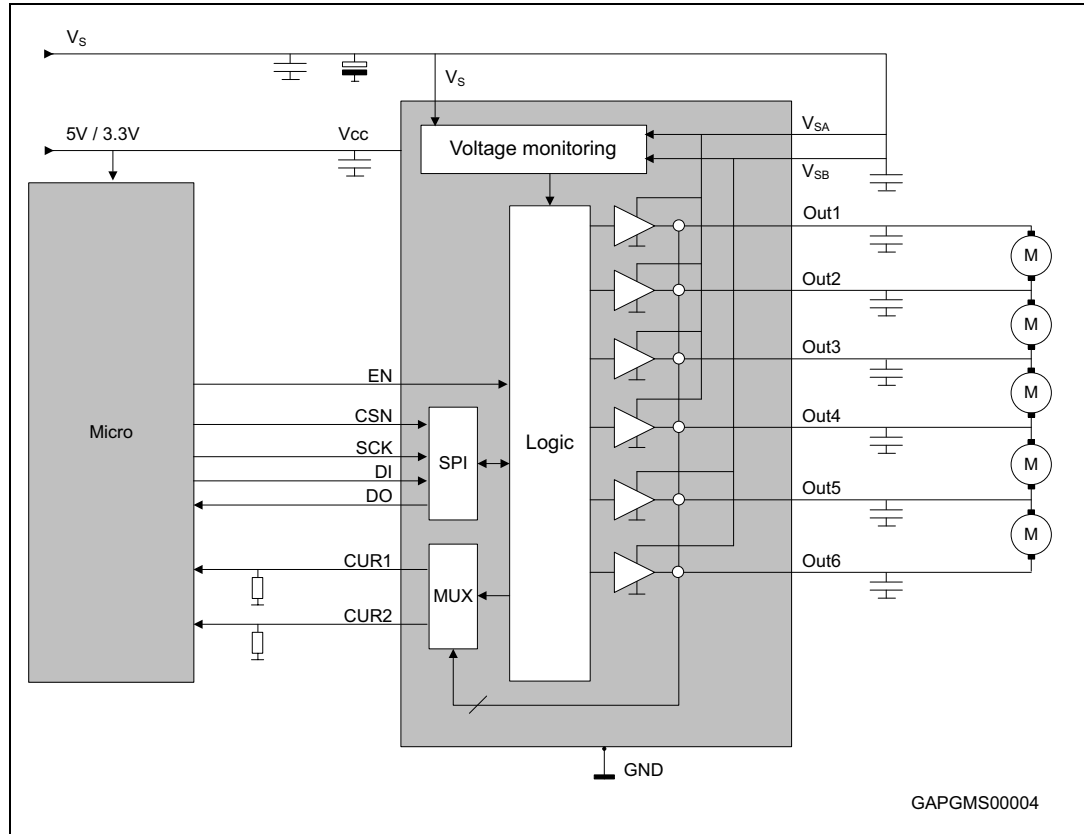 VS
VS
5V / 3.3V
Vcc
VSA
Voltage monitoring
VSB
Out1
M
Out2
M
Out3
EN
M
CSN
Out4
Micro
SCK
SPI
Logic
DI
M
DO
Out5
M
CUR1
Out6
MUX
CUR2
GND
GAPGMS00004